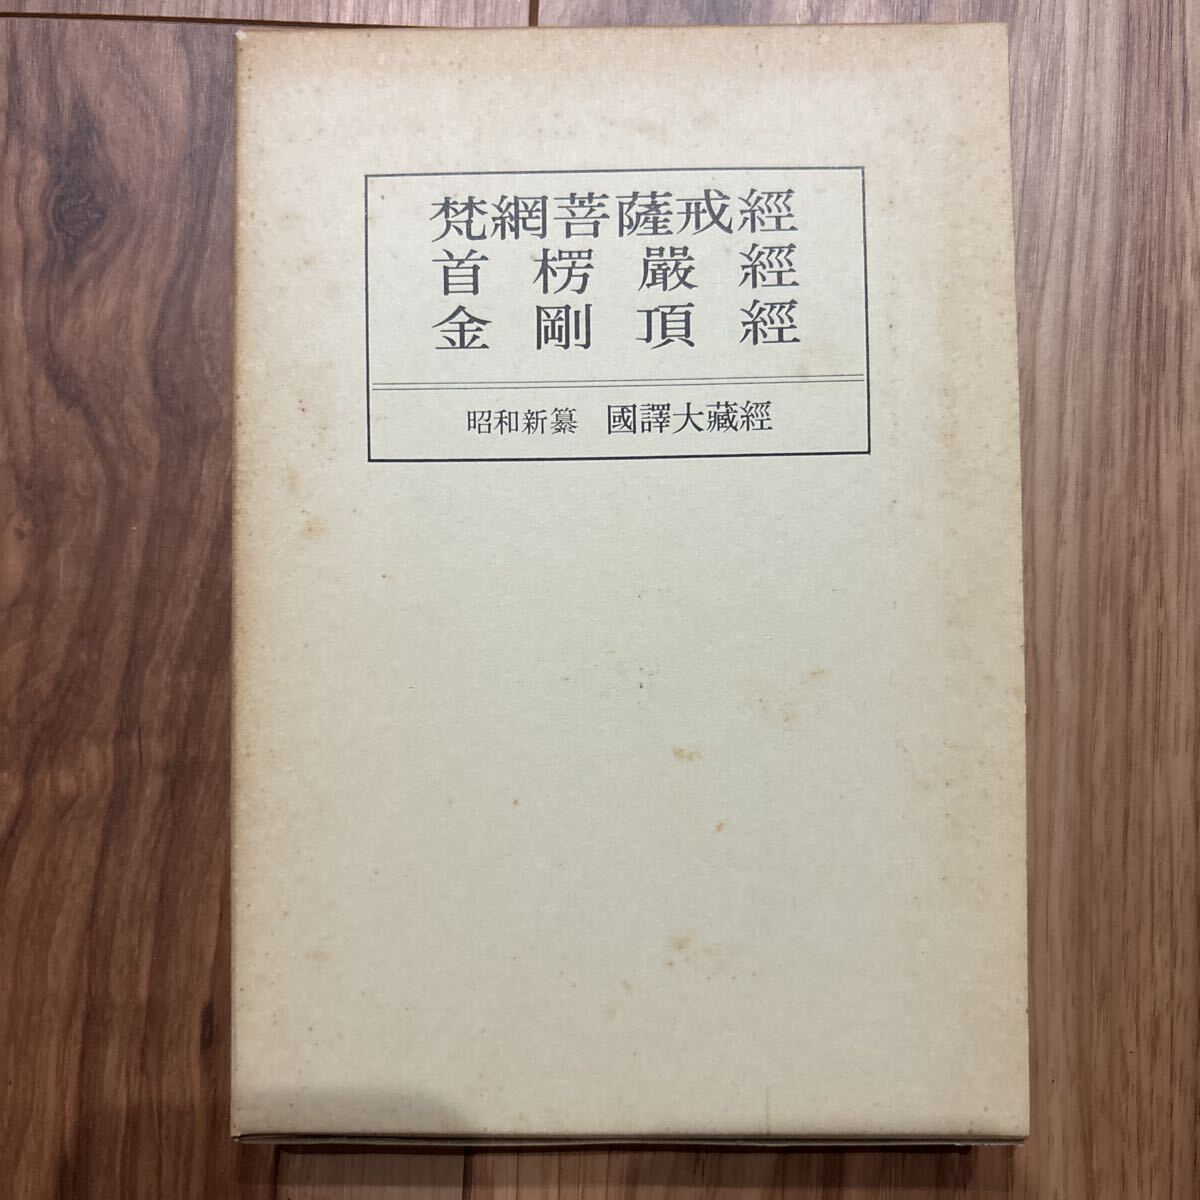 梵網菩薩戒經
首楞嚴經
金剛頂經
昭和新纂 國譯大藏經